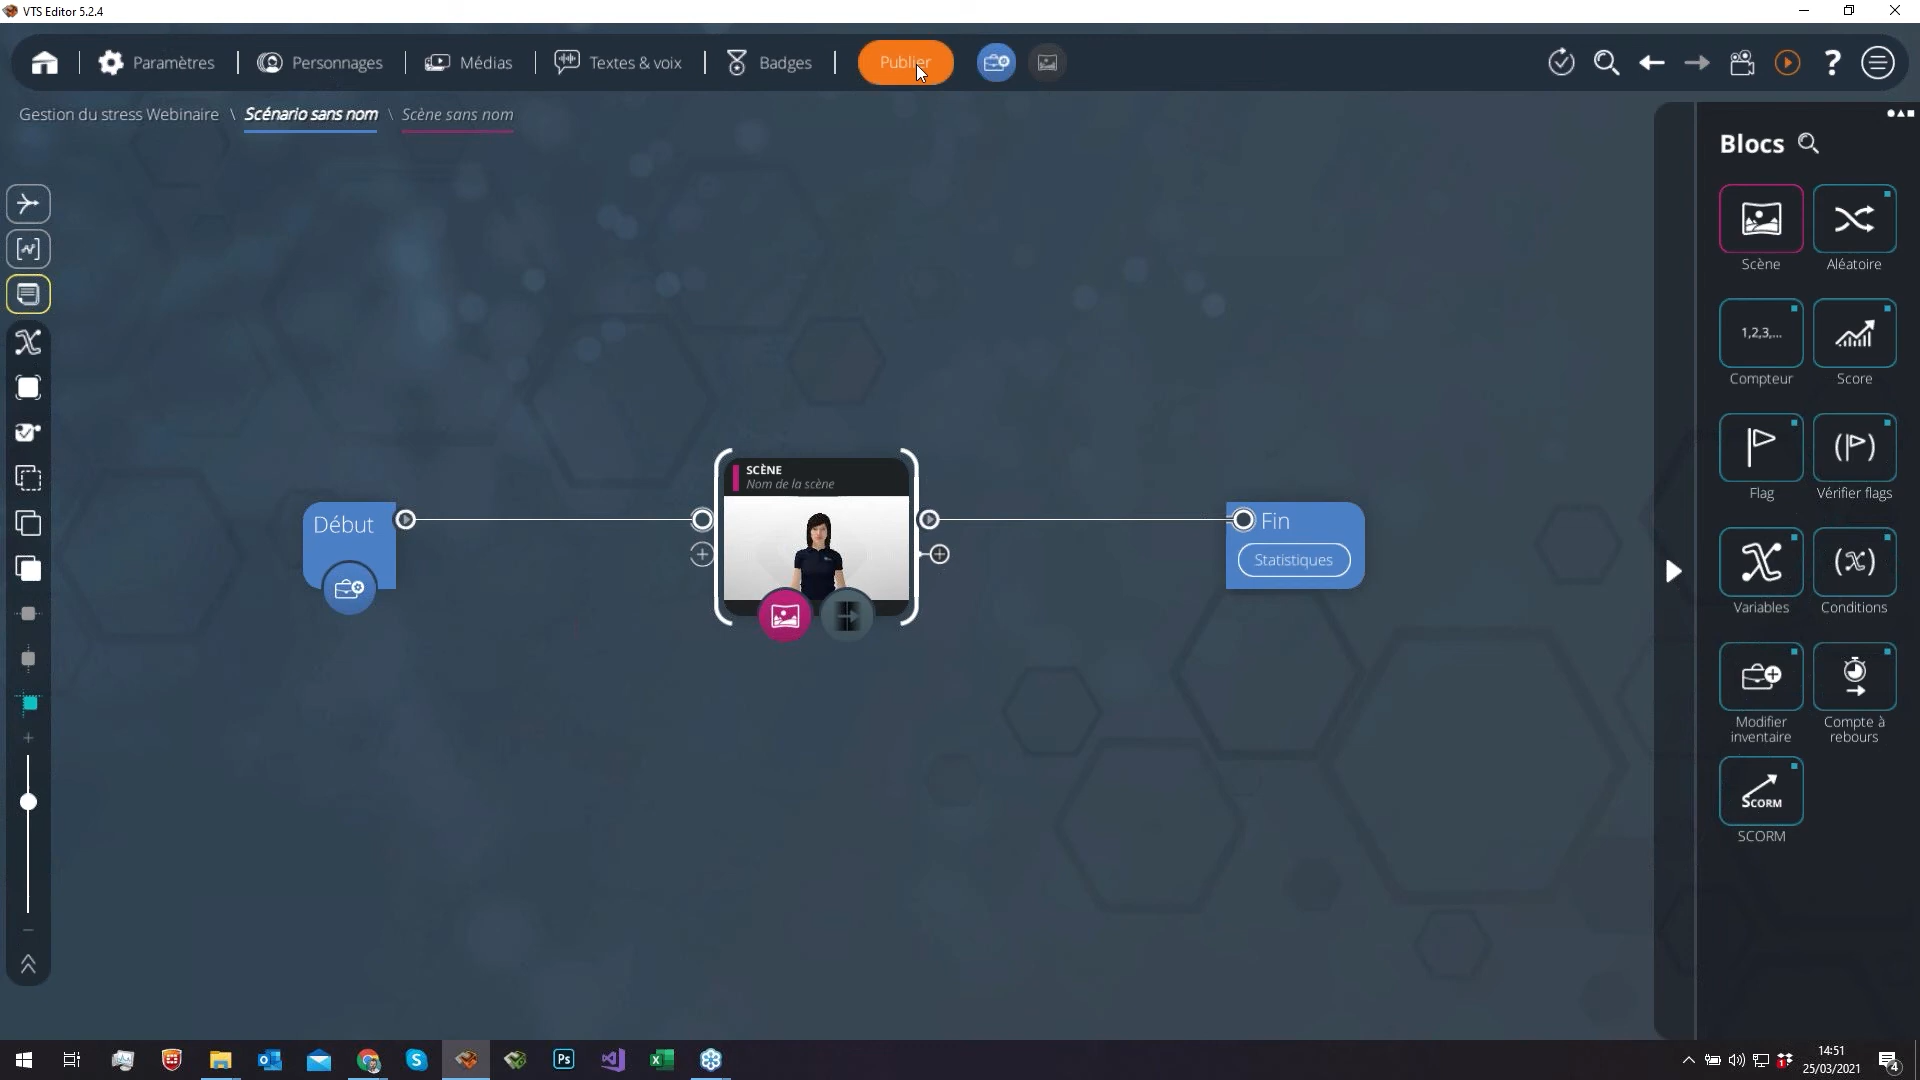 VTS Editor 5.2.4
Paramètres
Personnages
Médias
Textes & voix
Badges
Publier
Gestion du stress Webinaire \ Scénario sans nom \ Scène sans nom
Blocs
Scène
Aléatoire
1,2,3,...
Compteur
Score
Flag
Vérifier flags
Variables
Conditions
Modifier
inventaire
Compte à
rebours
SCORM
SCORM
Début
SCÈNE
Nom de la scène
Fin
Statistiques
Ps
14:51
25/03/2021
4